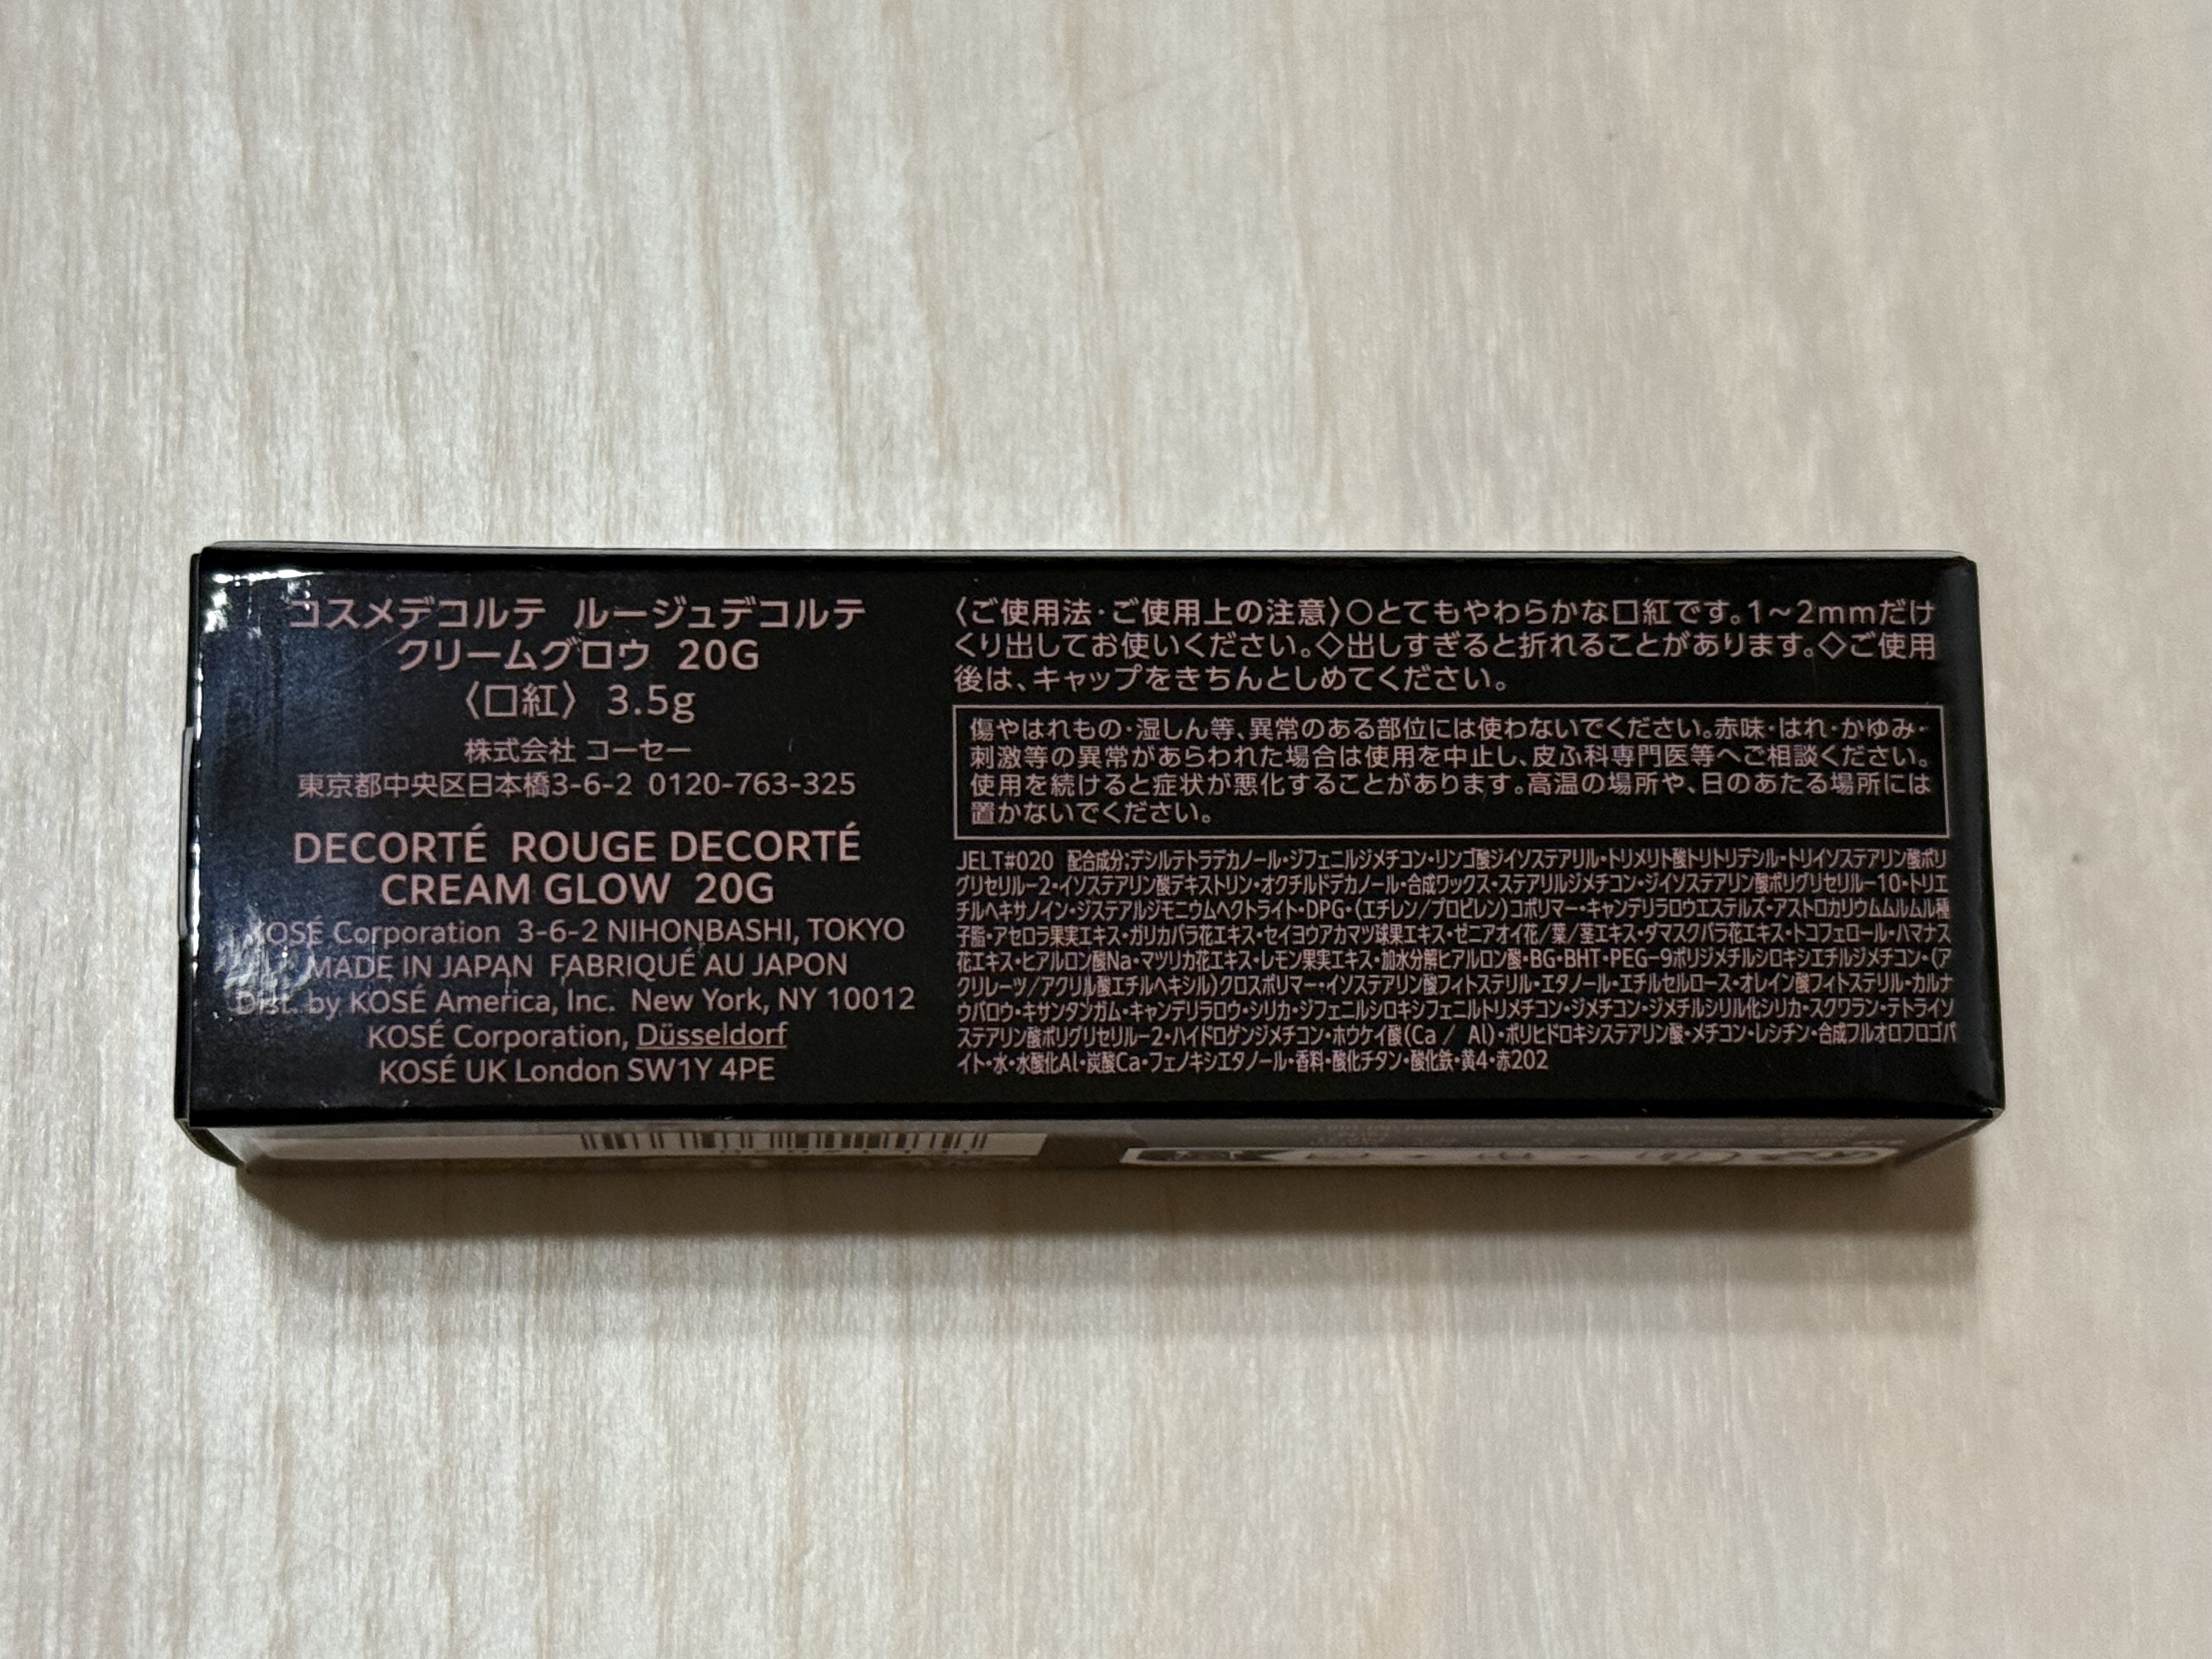 コスメデコルテ ルージュデコルテ
クリームグロウ 20G
〈口紅〉 3.5g
株式会社 コーセー
東京都中央区日本橋3-6-2 0120-763-325
DECORTÉ ROUGE DECORTÉ
CREAM GLOW 20G
KOSÉ Corporation 3-6-2 NIHONBASHI, TOKYO
MADE IN JAPAN FABRIQUÉ AU JAPON
Dist. by KOSÉ America, Inc. New York, NY 10012
KOSÉ Corporation, Düsseldorf
KOSÉ UK London SW1Y 4PE
〈ご使用法・ご使用上の注意〉○とてもやわらかな口紅です。1~2mmだけ
くり出してお使いください。◇出しすぎると折れることがあります。◇ご使用
後は、キャップをきちんとしめてください。
傷やはれもの・湿しん等、異常のある部位には使わないでください。赤味・はれ・かゆみ・
刺激等の異常があらわれた場合は使用を中止し、皮ふ科専門医等へご相談ください。
使用を続けると症状が悪化することがあります。高温の場所や、日のあたる場所には
置かないでください。
JELT#020 配合成分;デシルテトラデカノール・ジフェニルジメチコン・リンゴ酸ジイソステアリル・トリメリト酸トリトリデシル・トリイソステアリン酸ポリ
グリセリル-2・イソステアリン酸デキストリン・オクチルドデカノール・合成ワックス・ステアリルジメチコン・ジイソステアリン酸ポリグリセリル-10・トリエ
チルヘキサノイン・ジステアルジモニウムヘクトライト・DPG・(エチレン/プロピレン)コポリマー・キャンデリラロウエステルズ・アストロカリウムムルムル種
子脂・アセロラ果実エキス・ガリカバラ花エキス・セイヨウアカマツ球果エキス・ゼニアオイ花/葉/茎エキス・ダマスクバラ花エキス・トコフェロール・ハマナス
花エキス・ヒアルロン酸Na・マツリカ花エキス・レモン果実エキス・加水分解ヒアルロン酸・BG・BHT・PEG-9ポリジメチルシロキシエチルジメチコン・(ア
クリレーツ/アクリル酸エチルヘキシル)クロスポリマー・イソステアリン酸フィトステリル・エタノール・エチルセルロース・オレイン酸フィトステリル・カルナ
ウバロウ・キサンタンガム・キャンデリラロウ・シリカ・ジフェニルシロキシフェニルトリメチコン・ジメチコン・ジメチルシリル化シリカ・スクワラン・テトライソ
ステアリン酸ポリグリセリル-2・ハイドロゲンジメチコン・ホウケイ酸(Ca / Al)・ポリヒドロキシステアリン酸・メチコン・レシチン・合成フルオロフロゴパ
イト・水・水酸化Al・炭酸Ca・フェノキシエタノール・香料・酸化チタン・酸化鉄・黄4・赤202